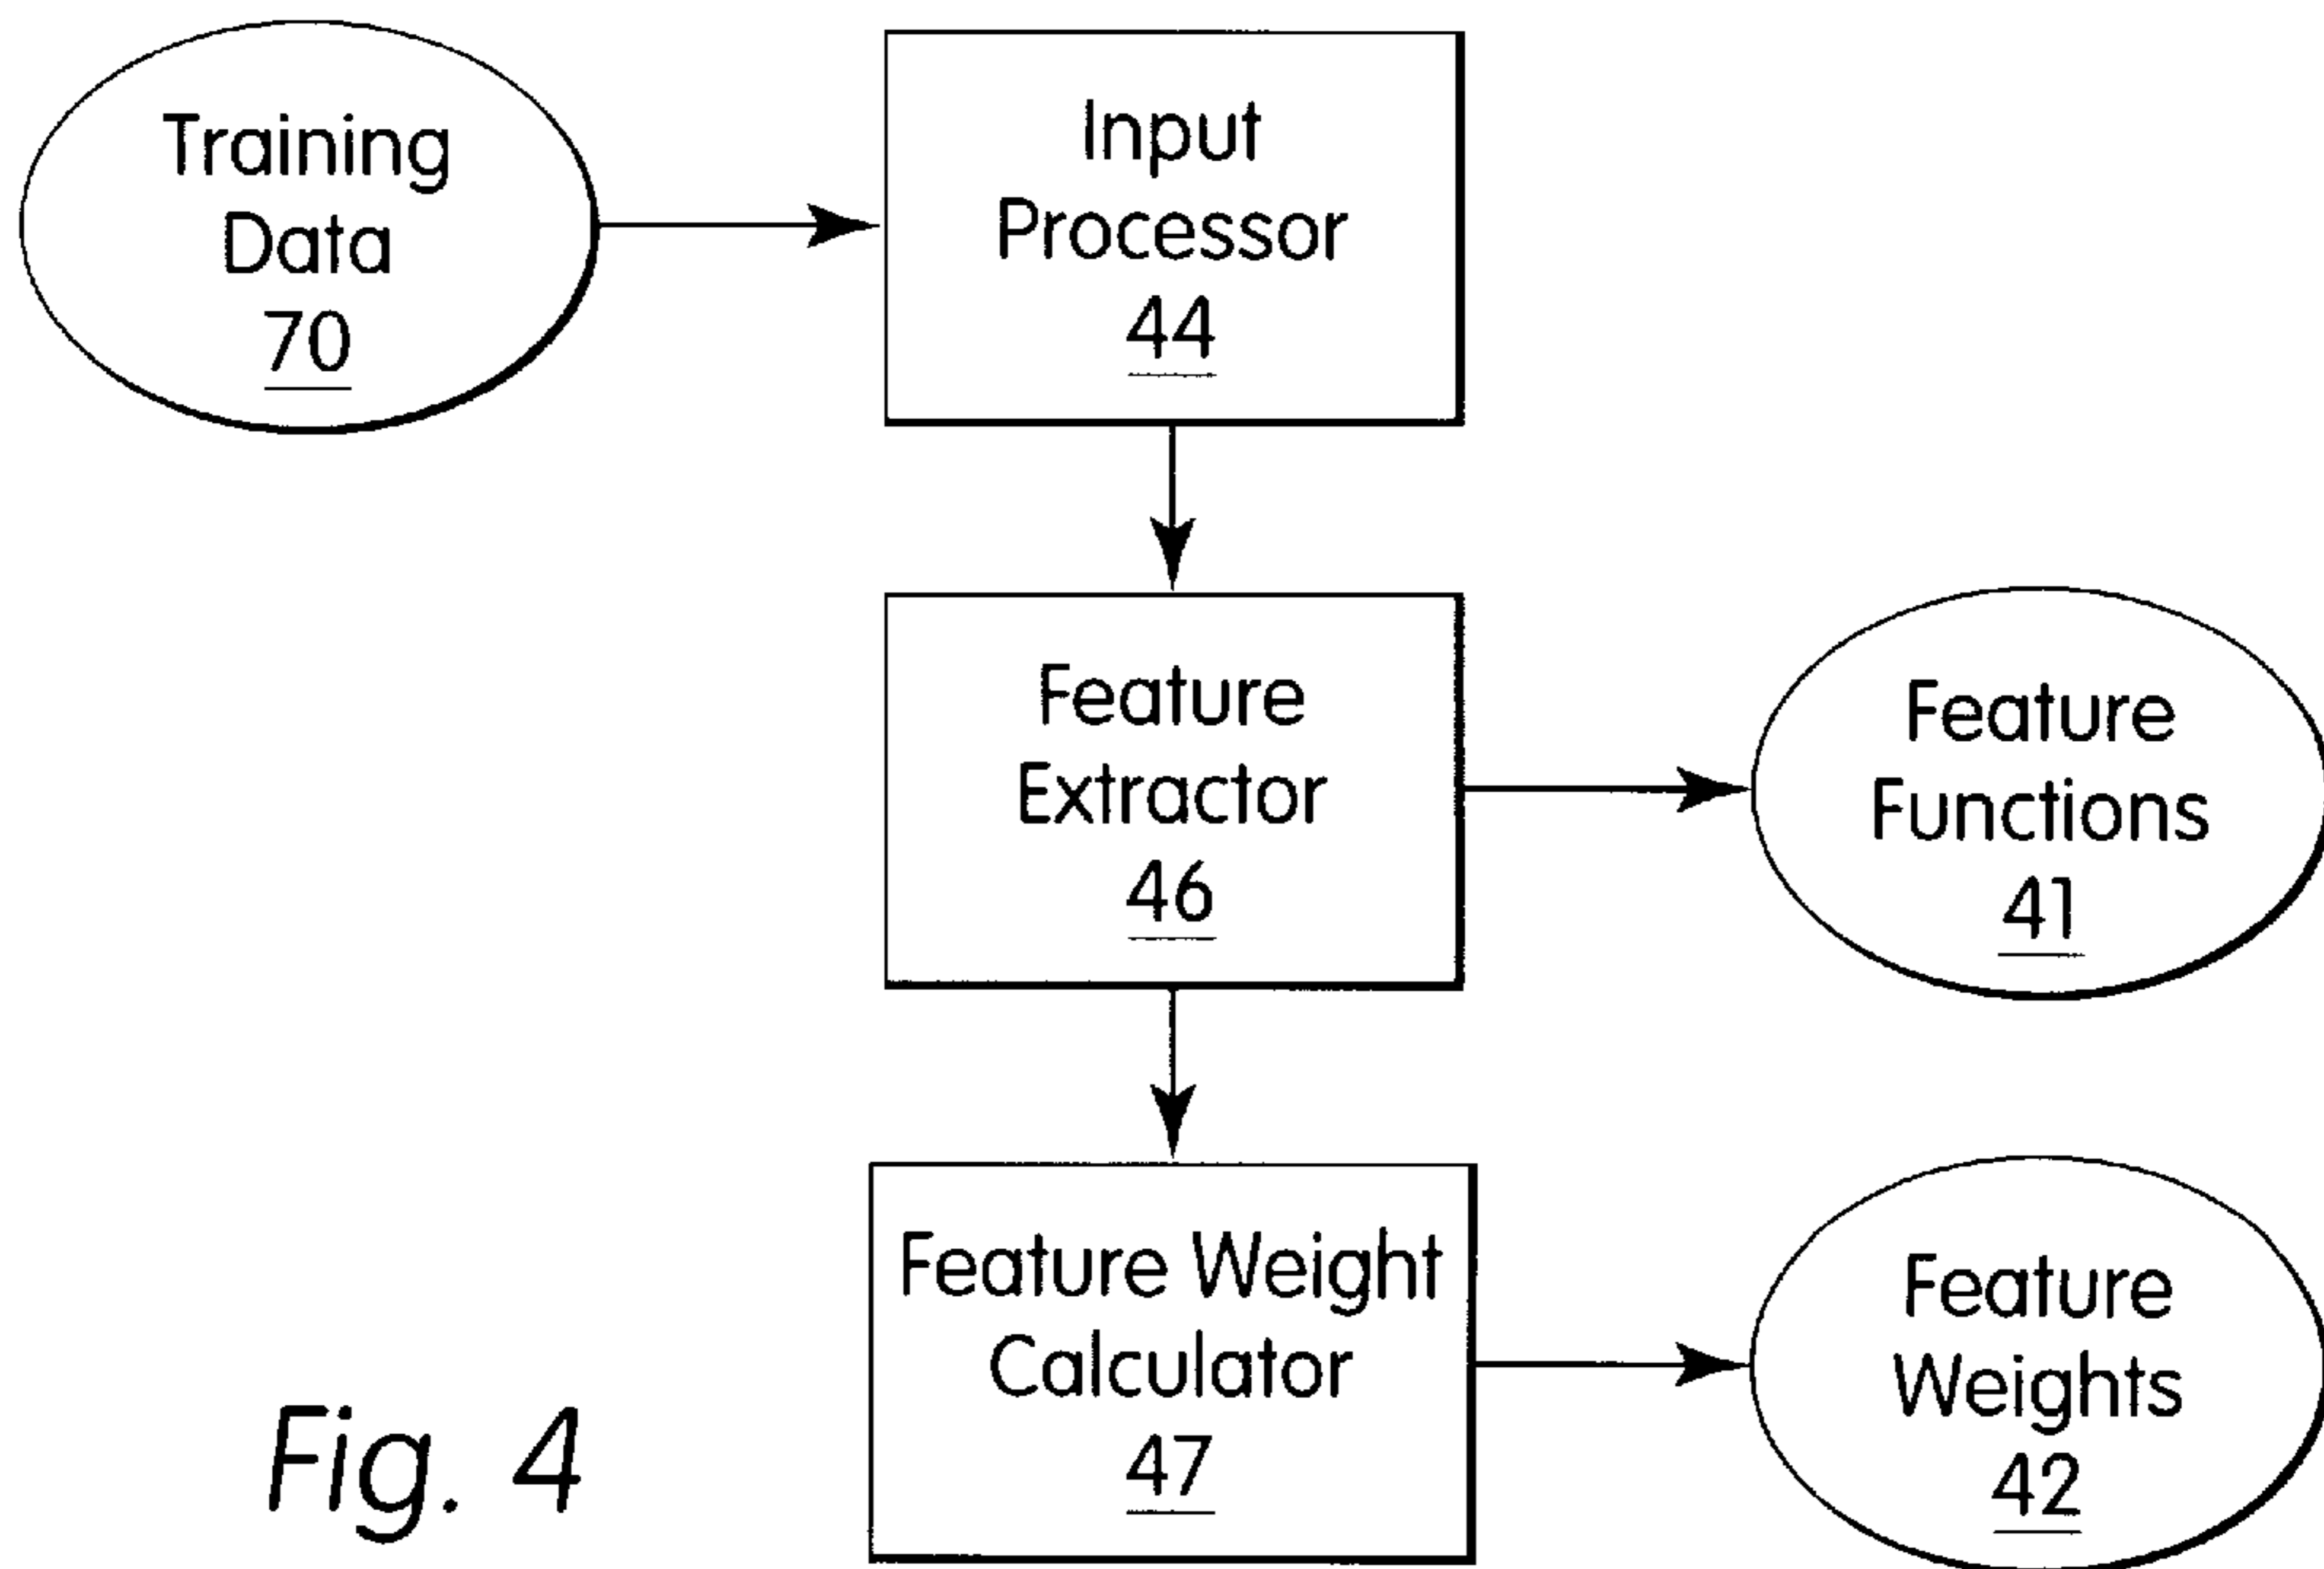 Training
Data
70
Input
Processor
44
Feature
Extractor
46
Feature
Functions
41
Feature Weight
Calculator
47
Feature
Weights
42
Fig. 4